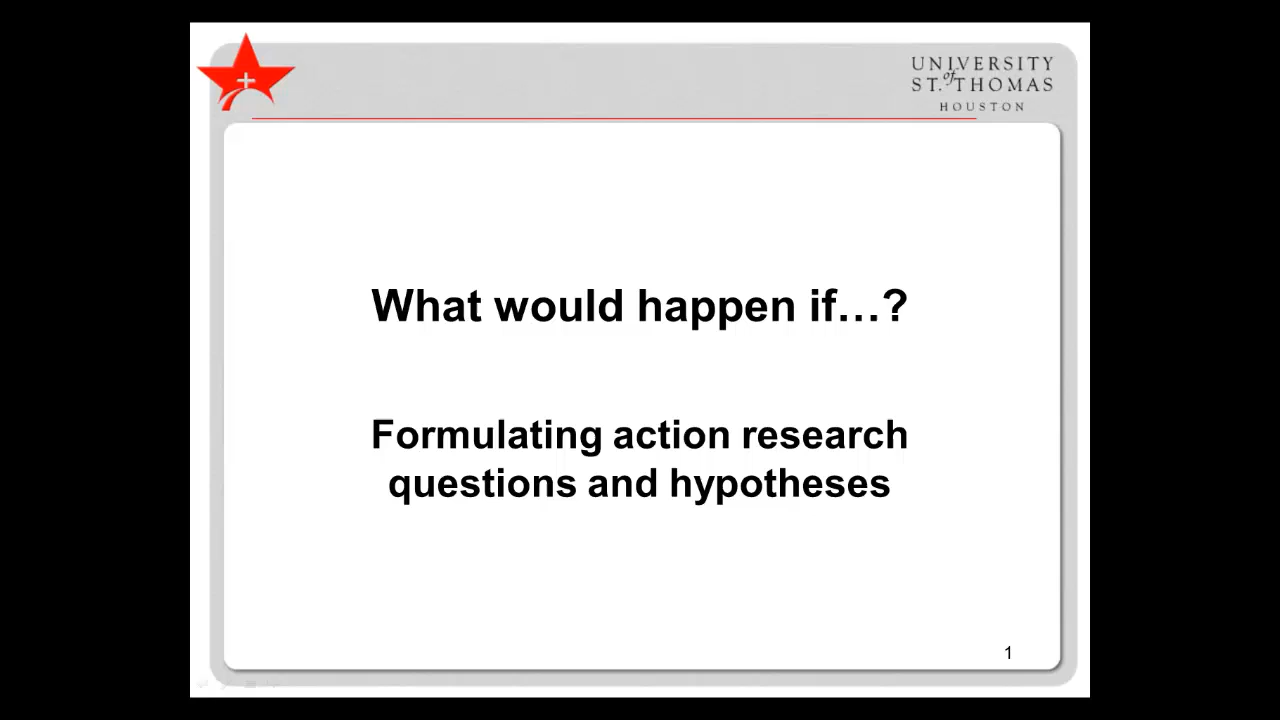 UNIVERSITY
of
ST. THOMAS
HOUSTON
What would happen if…?
Formulating action research
questions and hypotheses
1